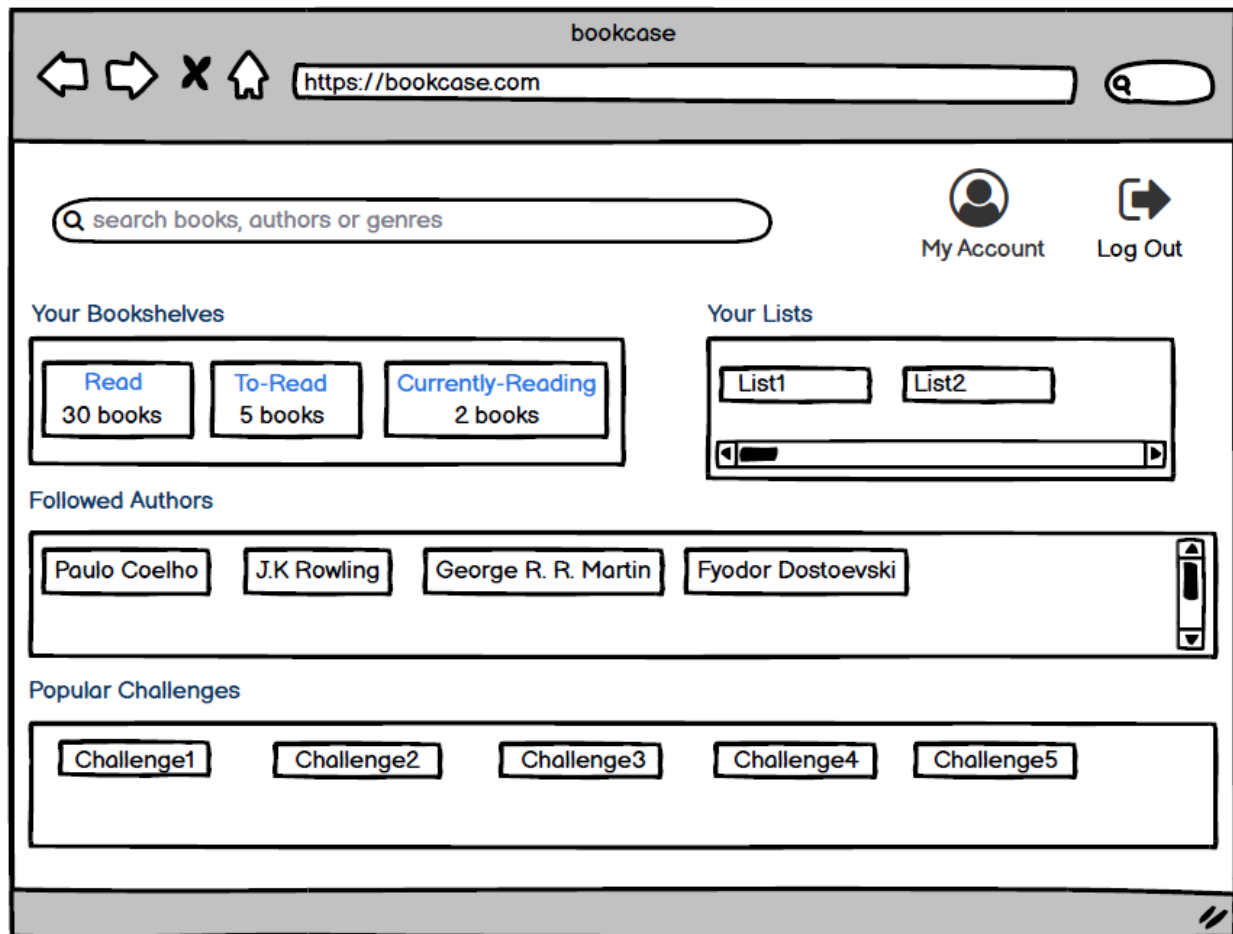 bookcase
https://bookcase.com
search books, authors or genres
My Account
Log Out
Your Bookshelves
Your Lists
Read
30 books
To-Read
5 books
Currently-Reading
2 books
List1
List2
Followed Authors
Paulo Coelho
J.K Rowling
George R. R. Martin
Fyodor Dostoevski
Popular Challenges
Challenge1
Challenge2
Challenge3
Challenge4
Challenge5